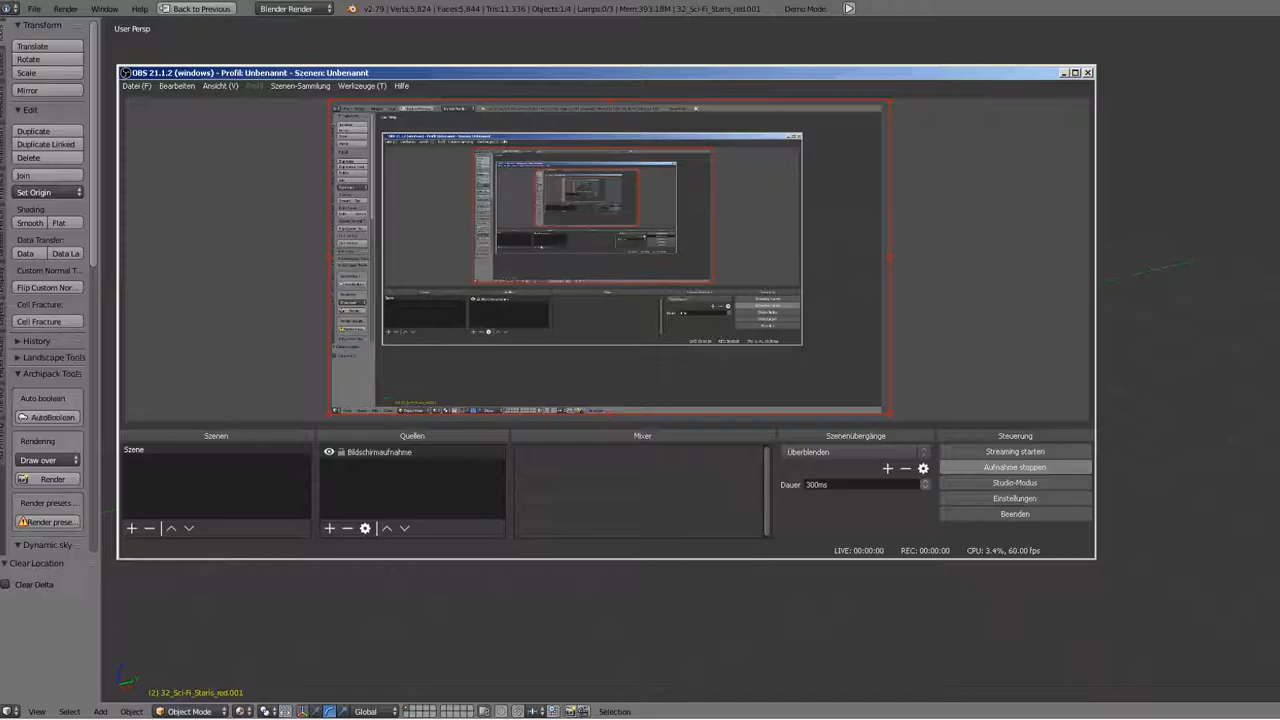 File Render Window Help Back to Previous Blender Render v2.79 | Verts:5,824 | Faces:5,844 | Tris:11,336 | Objects:1/4 | Lamps:0/3 | Mem:393.18M | 32_Sci-Fi_Staris_red.001 Demo Mode
Transform
User Persp
Translate
Rotate
Scale
Mirror
Edit
Duplicate
Duplicate Linked
Delete
Join
Set Origin
Shading:
Smooth Flat
Data Transfer:
Data Data La
Custom Normal T...
Flip Custom Nor...
Cell Fracture:
Cell Fracture
History
Landscape Tools
Archipack Tools
Auto boolean
AutoBoolean
Rendering
Draw over
Render
Render presets...
Render prese...
Dynamic sky
Clear Location
Clear Delta
OBS 21.1.2 (windows) - Profil: Unbenannt - Szenen: Unbenannt
Datei (F) Bearbeiten Ansicht (V) Profil Szenen-Sammlung Werkzeuge (T) Hilfe
Szenen Quellen Mixer Szenenübergänge Steuerung
Szene
Bildschirmaufnahme
Überblenden
Dauer 300ms
Streaming starten
Aufnahme stoppen
Studio-Modus
Einstellungen
Beenden
LIVE: 00:00:00 REC: 00:00:00 CPU: 3.4%, 60.00 fps
(2) 32_Sci-Fi_Staris_red.001
View Select Add Object Object Mode Global Selection